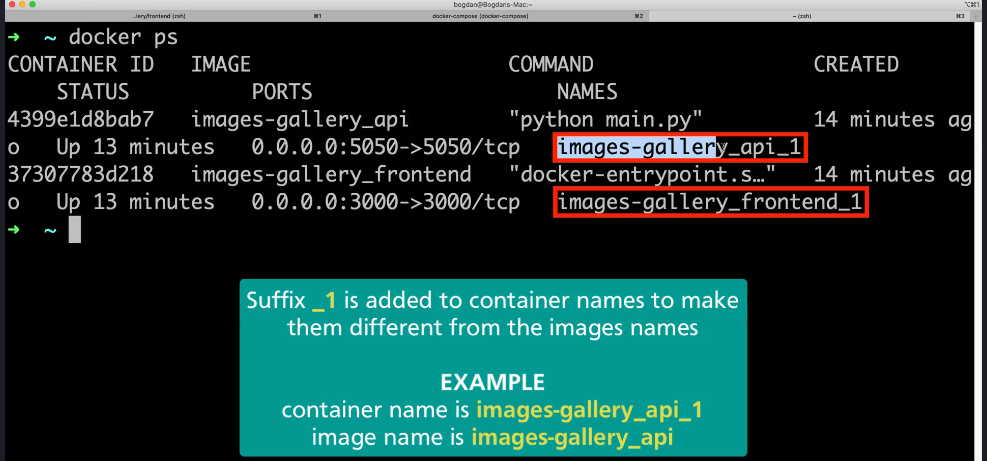 bogdan@Bogdans-Mac:~
⌥⌘1
../ery/frontend (zsh) ⌘1 docker-compose (docker-compose) ⌘2 ~ (zsh) ⌘3
→ ~ docker ps
CONTAINER ID IMAGE COMMAND CREATED
STATUS PORTS NAMES
4399e1d8bab7 images-gallery_api "python main.py" 14 minutes ag
o Up 13 minutes 0.0.0.0:5050->5050/tcp images-gallery_api_1
37307783d218 images-gallery_frontend "docker-entrypoint.s…" 14 minutes ag
o Up 13 minutes 0.0.0.0:3000->3000/tcp images-gallery_frontend_1
→ ~
Suffix _1 is added to container names to make
them different from the images names
EXAMPLE
container name is images-gallery_api_1
image name is images-gallery_api